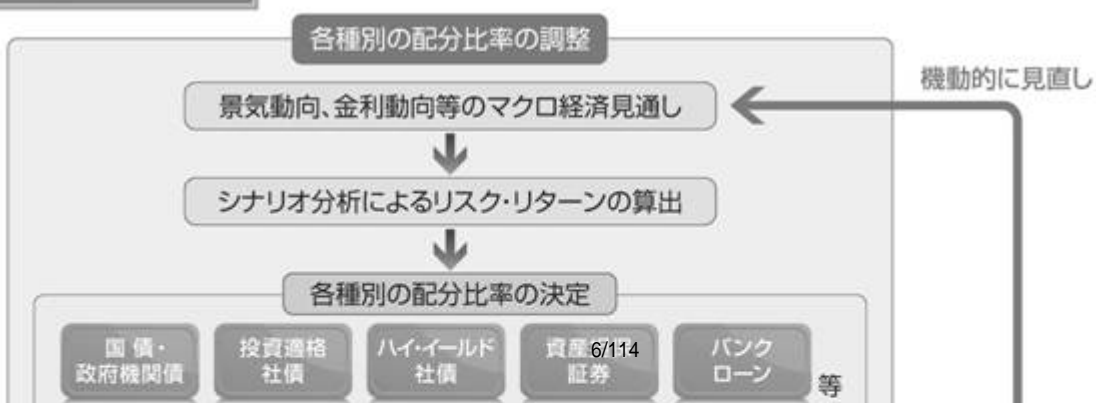 各種別の配分比率の調整
機動的に見直し
景気動向、金利動向等のマクロ経済見通し
シナリオ分析によるリスク・リターンの算出
各種別の配分比率の決定
国債・
政府機関債
投資適格
社債
ハイ・イールド
社債
資産
6/114
証券
バンク
ローン
等